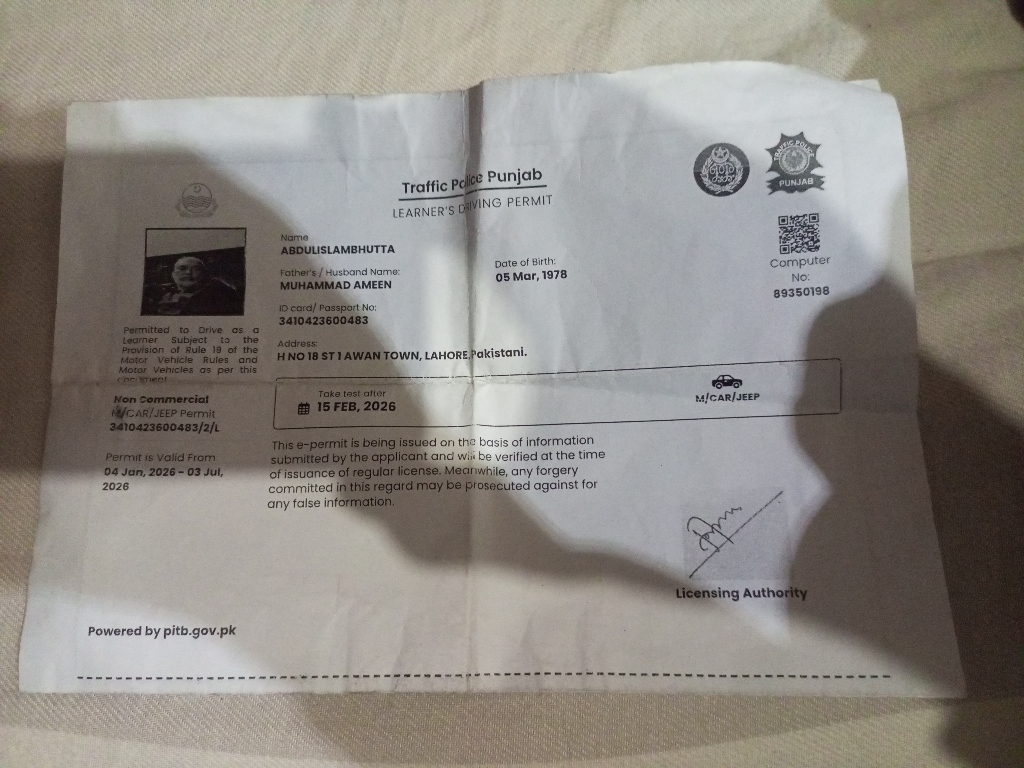 Traffic Police Punjab
LEARNER'S DRIVING PERMIT
TRAFFIC POLICE
PUNJAB
Name
ABDULISLAMBHUTTA
Father's / Husband Name:
MUHAMMAD AMEEN
ID card/ Passport No:
3410423600483
Address:
H NO 18 ST 1 AWAN TOWN, LAHORE,Pakistani.
Date of Birth:
05 Mar, 1978
Computer
No:
89350198
Permitted to Drive as a
Learner Subject to the
Provision of Rule 19 of the
Motor Vehicle Rules and
Motor Vehicles as per this
document
Non Commercial
M/CAR/JEEP Permit
3410423600483/2/L
Permit is Valid From
04 Jan, 2026 - 03 Jul,
2026
Take test after
15 FEB, 2026
M/CAR/JEEP
This e-permit is being issued on the basis of information
submitted by the applicant and will be verified at the time
of issuance of regular license. Meanwhile, any forgery
committed in this regard may be prosecuted against for
any false information.
Licensing Authority
Powered by pitb.gov.pk